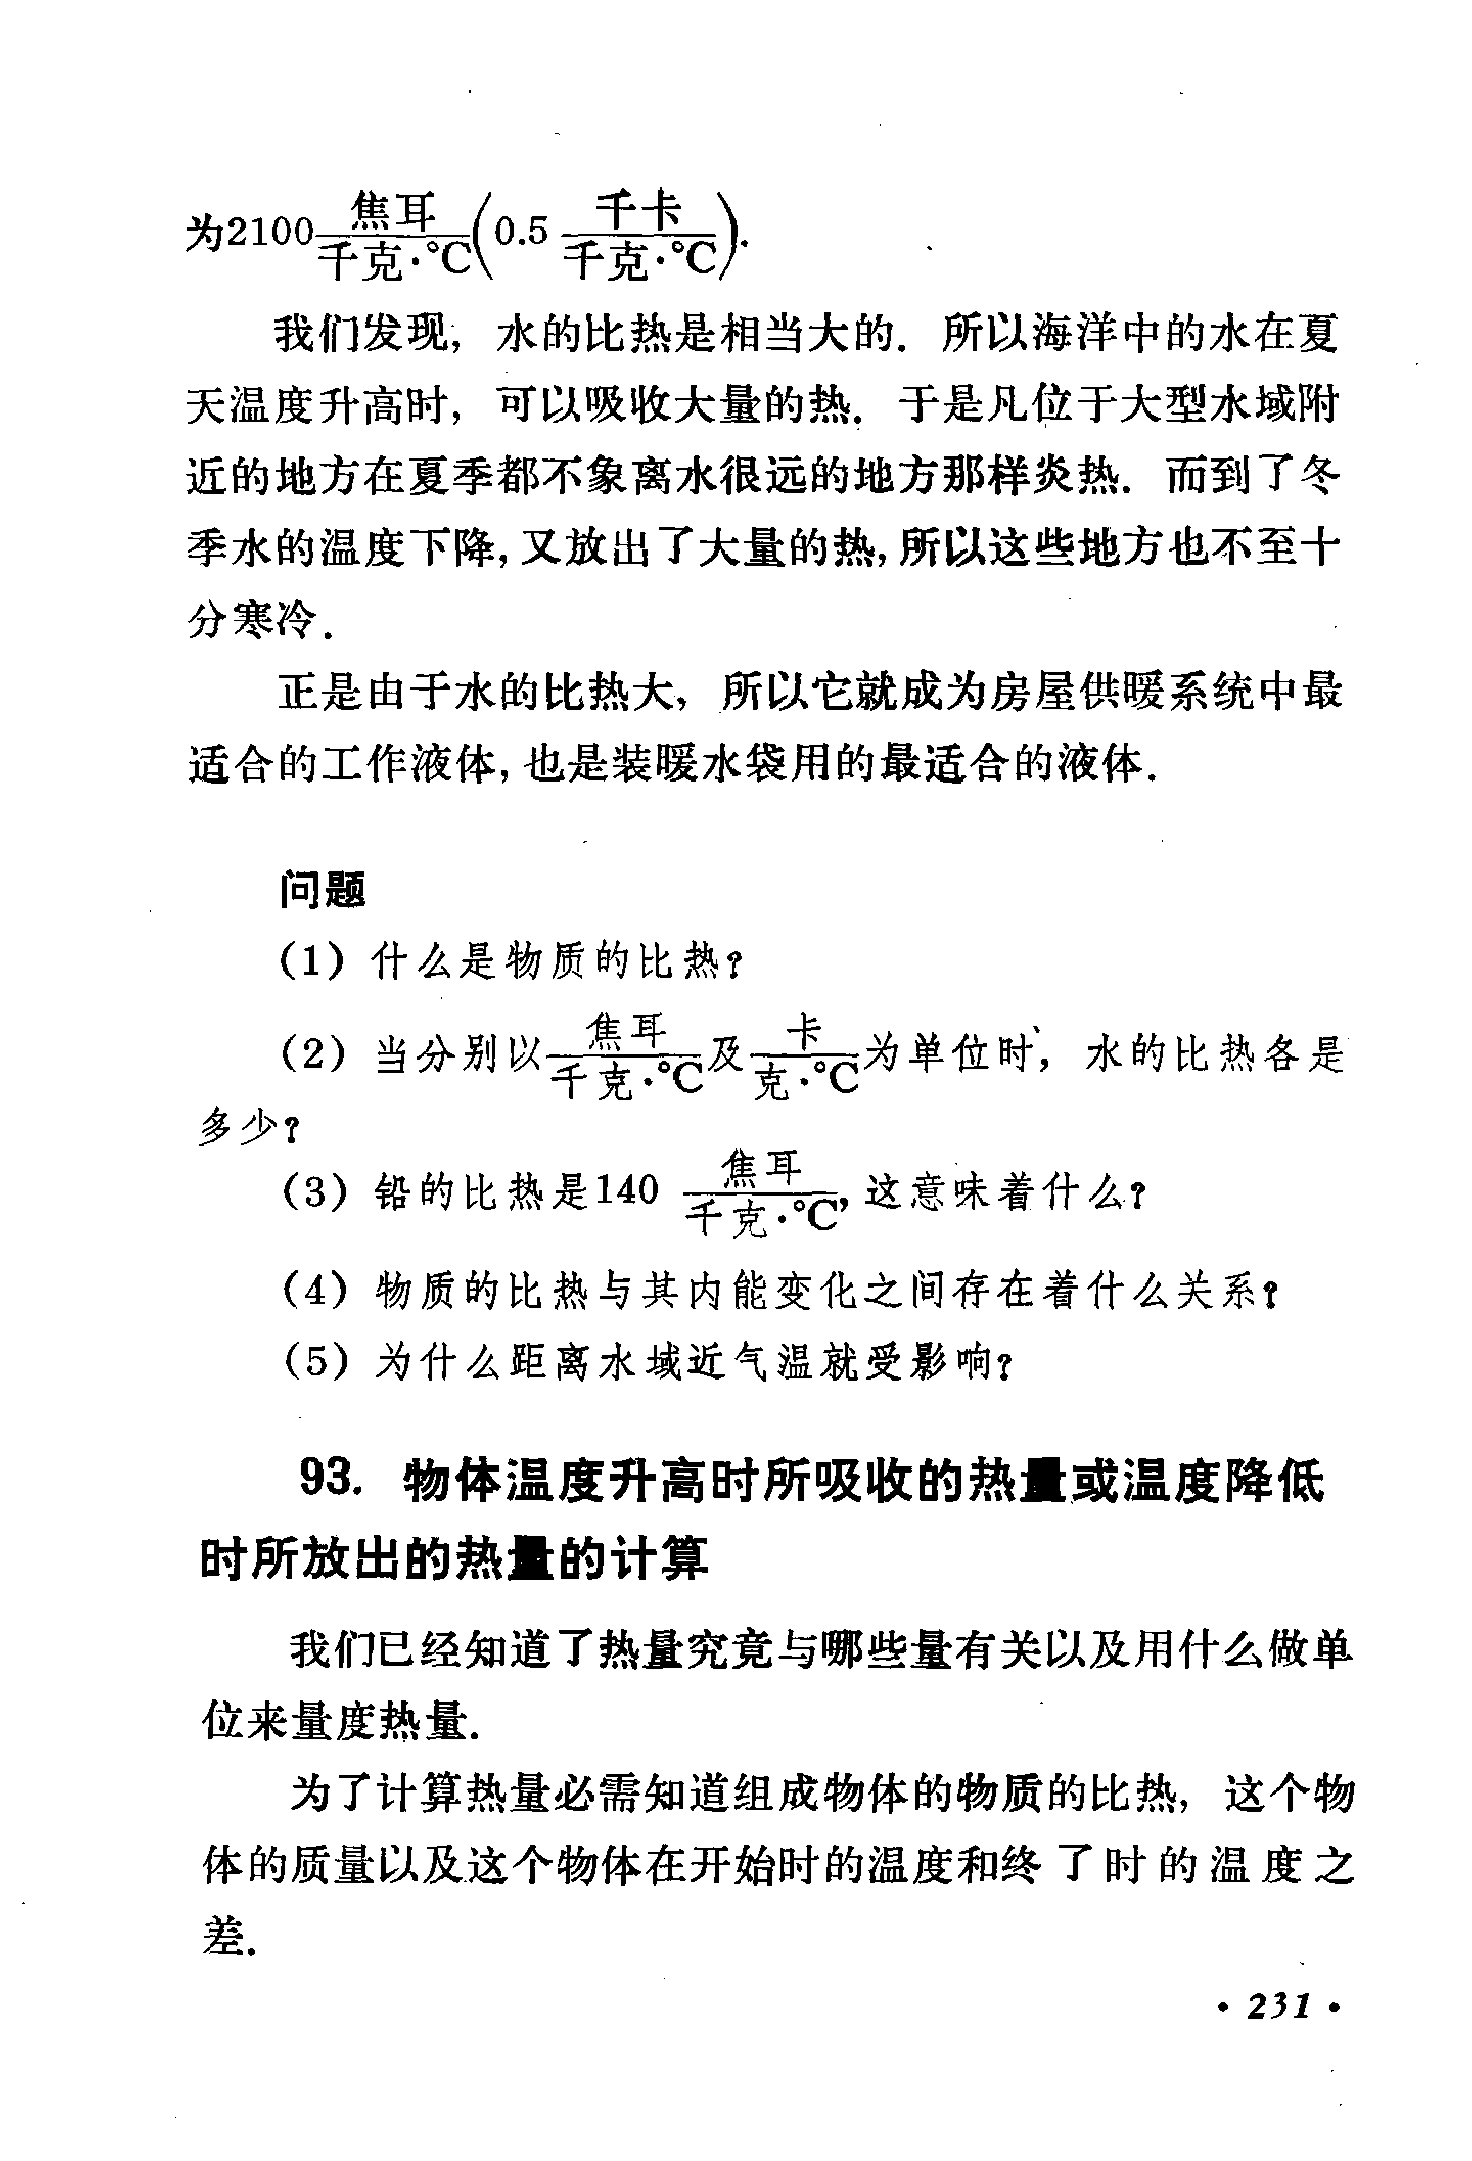 为2100 焦耳/千克·°C (0.5 千卡/千克·°C).
我们发现，水的比热是相当大的．所以海洋中的水在夏
天温度升高时，可以吸收大量的热．于是凡位于大型水域附
近的地方在夏季都不象离水很远的地方那样炎热．而到了冬
季水的温度下降，又放出了大量的热，所以这些地方也不至十
分寒冷．
正是由于水的比热大，所以它就成为房屋供暖系统中最
适合的工作液体，也是装暖水袋用的最适合的液体．
问题
（1）什么是物质的比热？
（2）当分别以 焦耳/千克·°C 及 卡/克·°C 为单位时，水的比热各是
多少？
（3）铅的比热是140 焦耳/千克·°C，这意味着什么？
（4）物质的比热与其内能变化之间存在着什么关系？
（5）为什么距离水域近气温就受影响？
93．物体温度升高时所吸收的热量或温度降低
时所放出的热量的计算
我们已经知道了热量究竟与哪些量有关以及用什么做单
位来量度热量．
为了计算热量必需知道组成物体的物质的比热，这个物
体的质量以及这个物体在开始时的温度和终了时的温度之
差．
· 231 ·